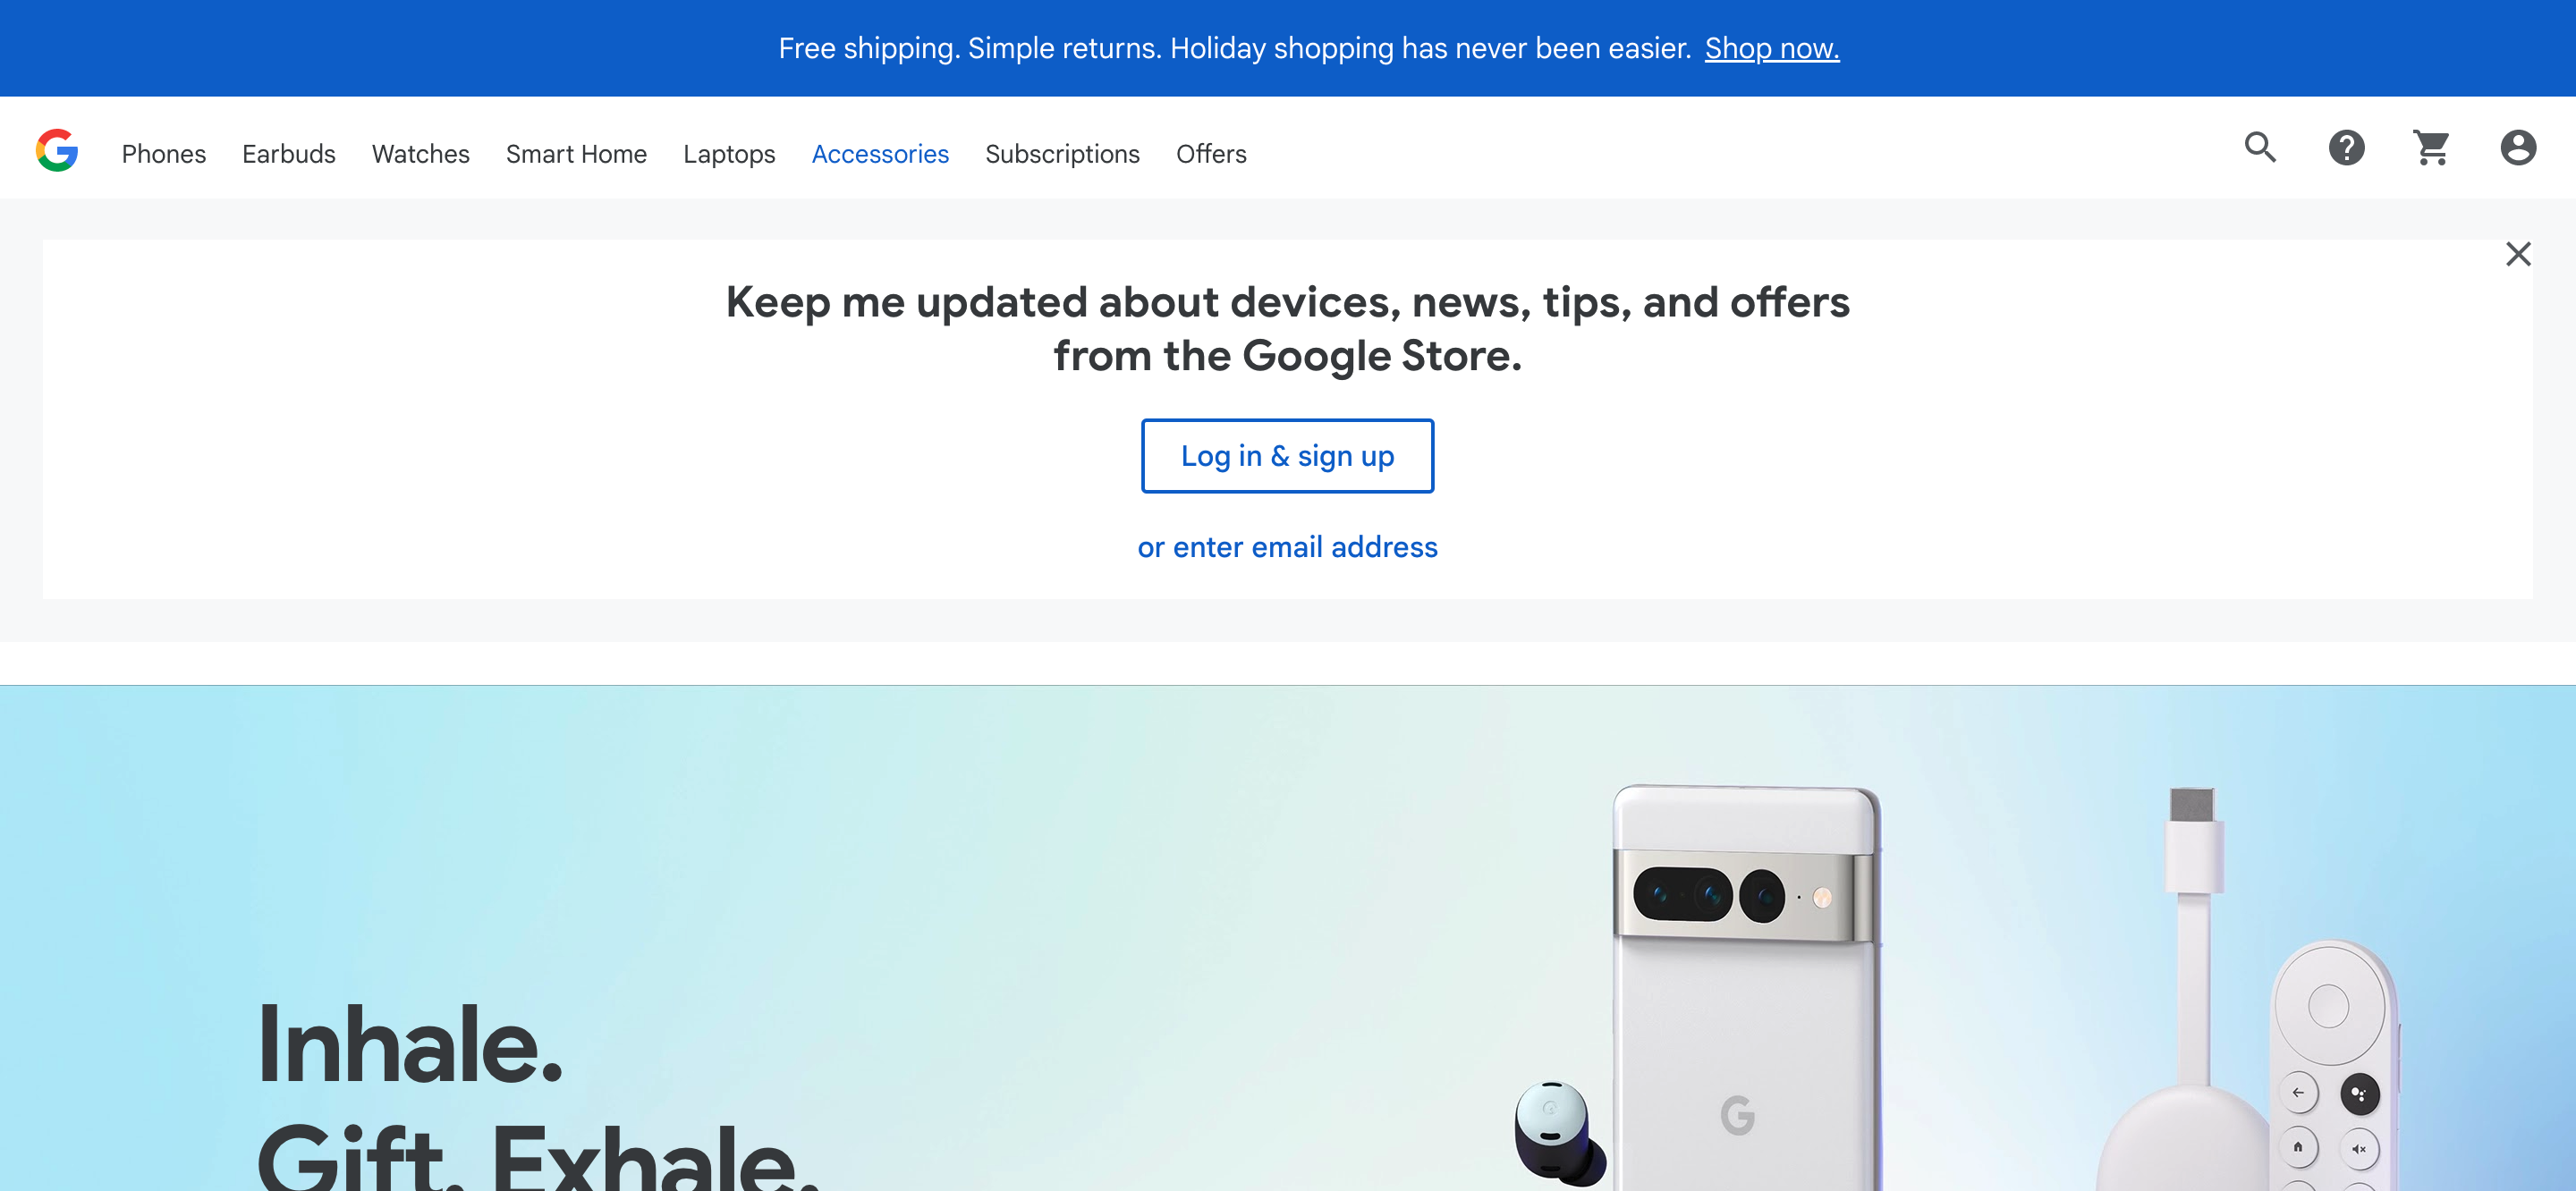 Free shipping. Simple returns. Holiday shopping has never been easier. Shop now.
Phones Earbuds Watches Smart Home Laptops Accessories Subscriptions Offers
Keep me updated about devices, news, tips, and offers
from the Google Store.
Log in & sign up
or enter email address
Inhale.
Gift. Exhale.